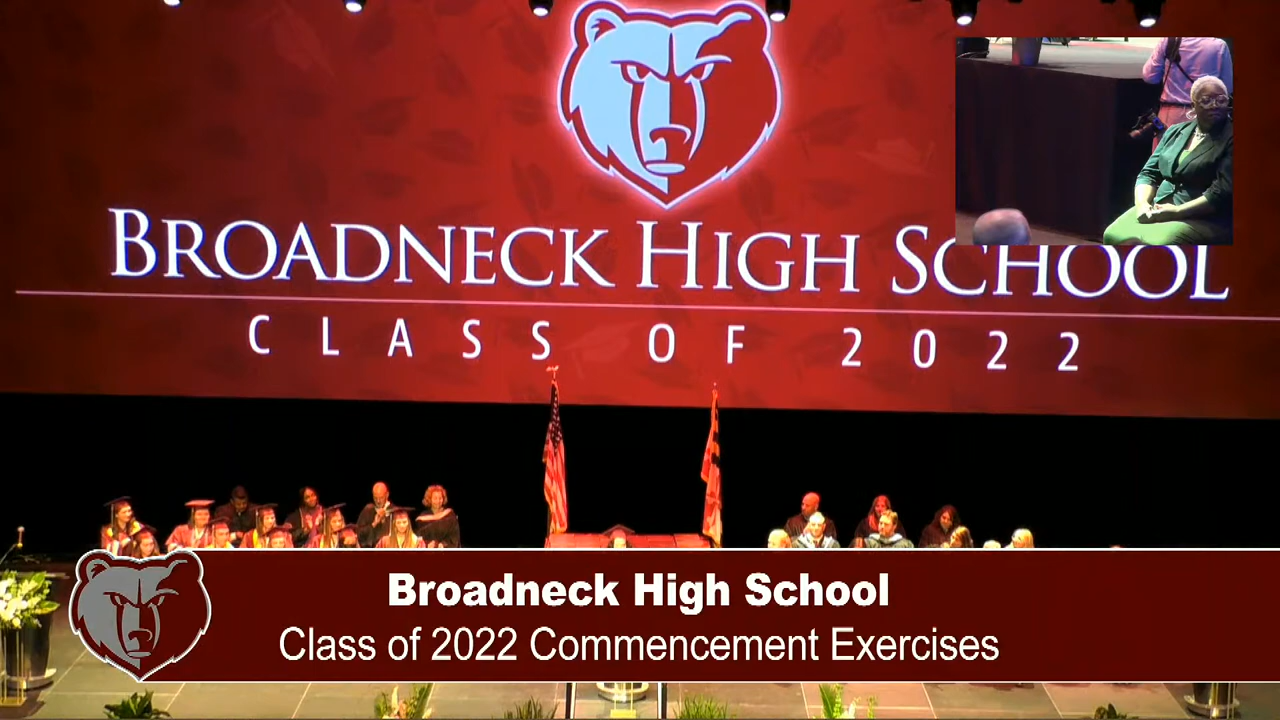 BROADNECK HIGH SCHOOL
CLASS OF 2022
Broadneck High School
Class of 2022 Commencement Exercises